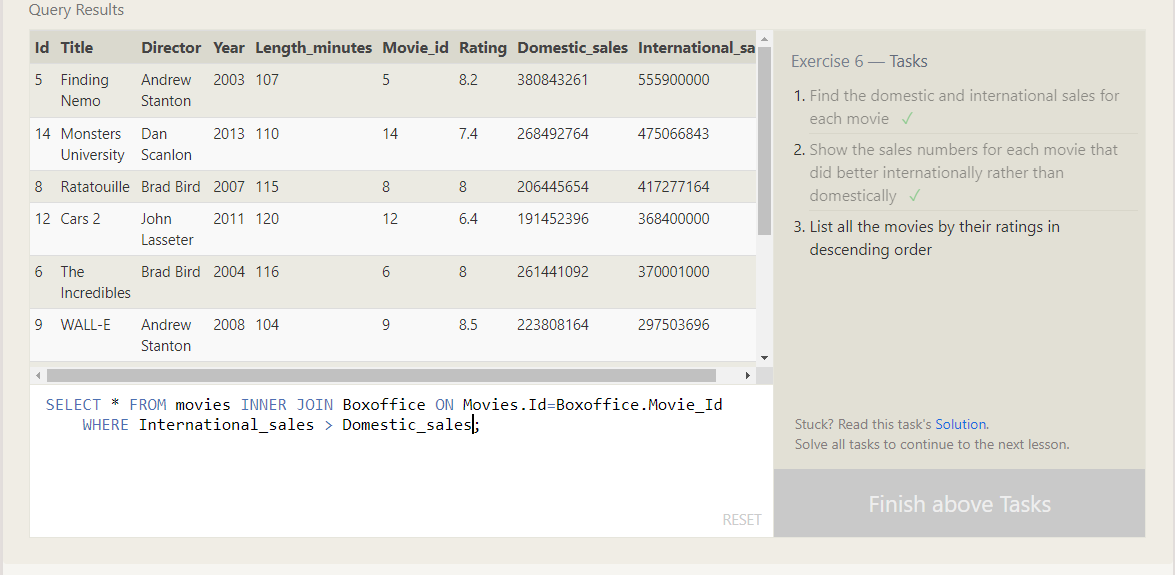 Query Results
Id Title Director Year Length_minutes Movie_id Rating Domestic_sales International_sa
5 Finding Andrew 2003 107 5 8.2 380843261 555900000
Nemo Stanton
14 Monsters Dan 2013 110 14 7.4 268492764 475066843
University Scanlon
8 Ratatouille Brad Bird 2007 115 8 8 206445654 417277164
12 Cars 2 John 2011 120 12 6.4 191452396 368400000
Lasseter
6 The Brad Bird 2004 116 6 8 261441092 370001000
Incredibles
9 WALL-E Andrew 2008 104 9 8.5 223808164 297503696
Stanton
SELECT * FROM movies INNER JOIN Boxoffice ON Movies.Id=Boxoffice.Movie_Id
WHERE International_sales > Domestic_sales;
RESET
Exercise 6 — Tasks
1. Find the domestic and international sales for
each movie ✓
2. Show the sales numbers for each movie that
did better internationally rather than
domestically ✓
3. List all the movies by their ratings in
descending order
Stuck? Read this task's Solution.
Solve all tasks to continue to the next lesson.
Finish above Tasks